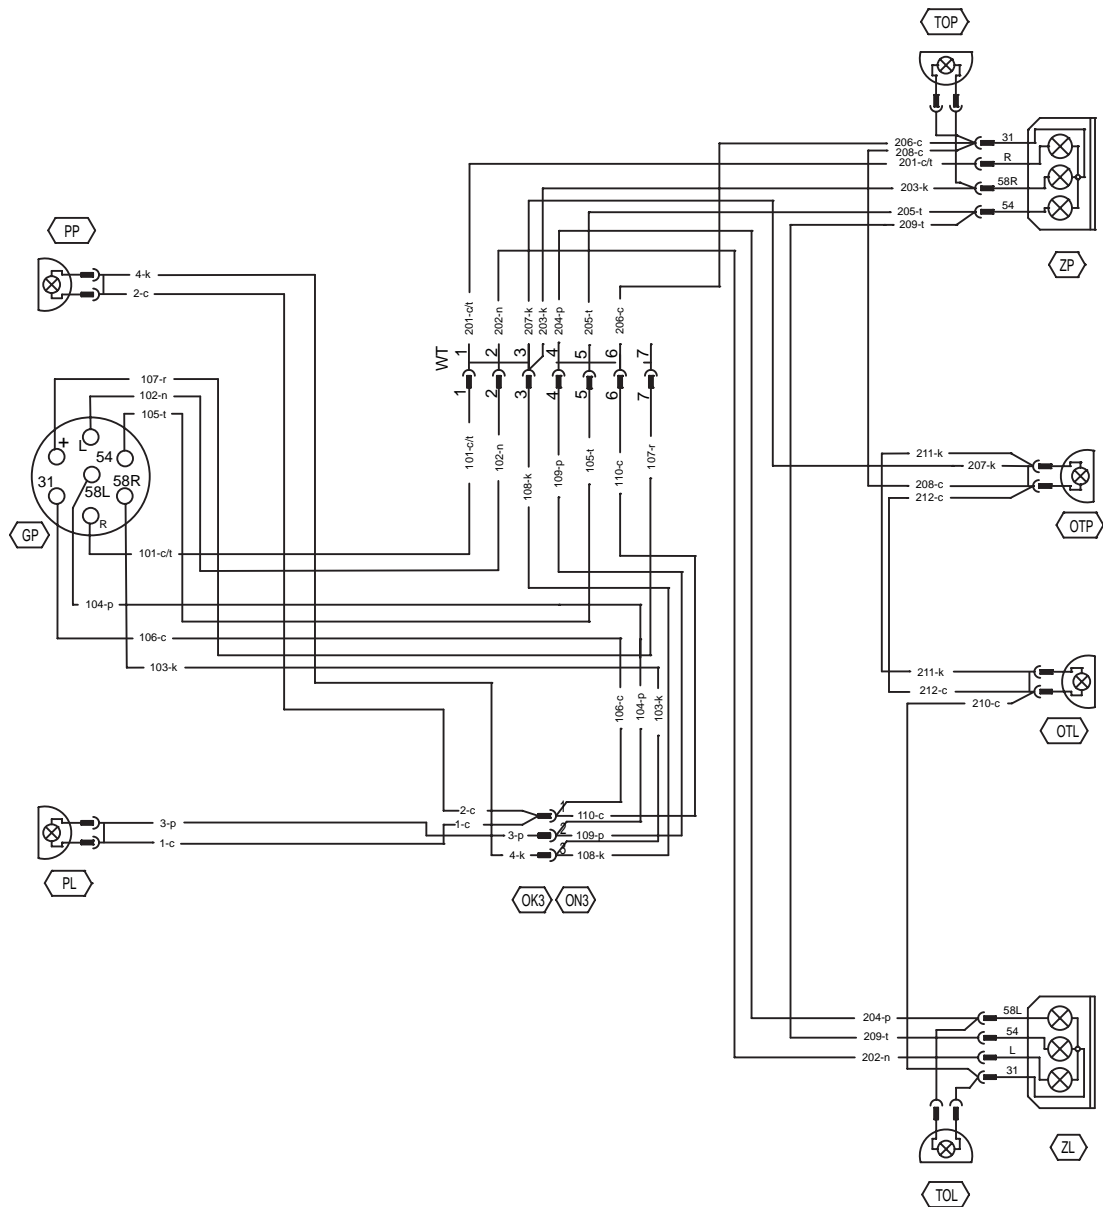 TOP
206-c
31
208-c
201-c/t
R
203-k
58R
205-t
54
209-t
ZP
PP
4-k
2-c
201-c/t
202-n
207-k
203-k
204-p
205-t
206-c
WT
1
2
3
4
5
6
7
1
2
3
4
5
6
7
107-r
102-n
105-t
+
L
54
31
58L
58R
R
GP
101-c/t
102-n
108-k
109-p
105-t
110-c
107-r
211-k
207-k
208-c
212-c
OTP
101-c/t
104-p
106-c
103-k
106-c
104-p
103-k
211-k
212-c
210-c
OTL
3-p
1-c
PL
2-c
1
110-c
1-c
3-p
2
109-p
4-k
3
108-k
OK3
ON3
204-p
58L
209-t
54
202-n
L
31
ZL
TOL